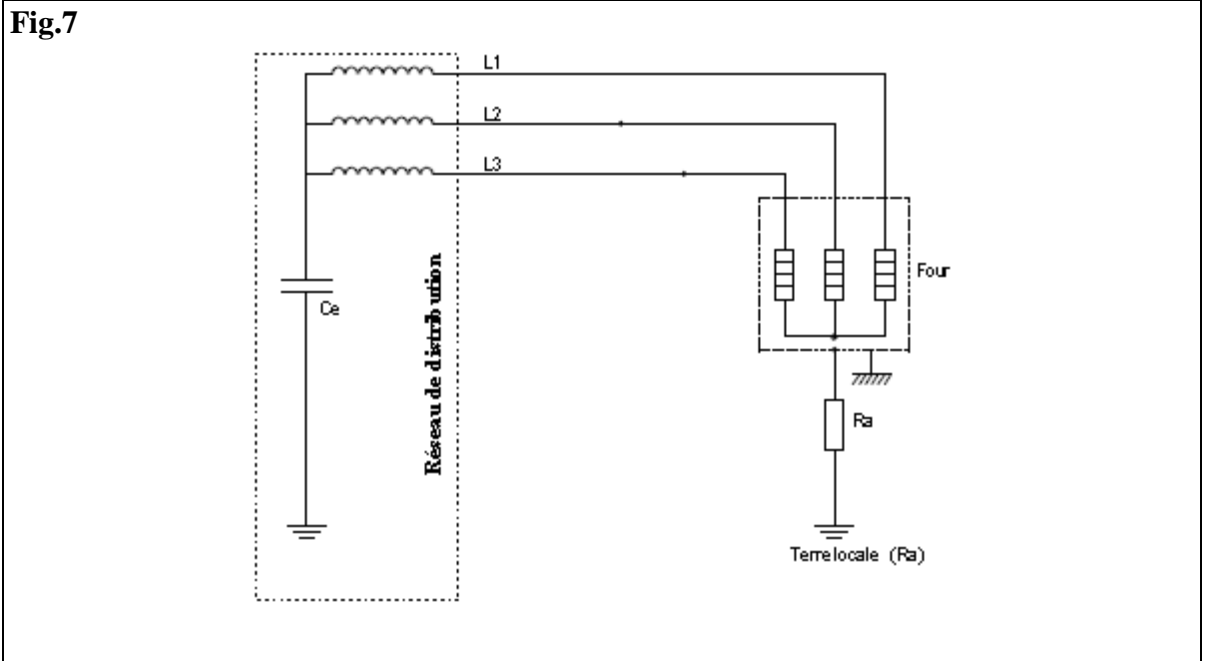 Fig.7
L1
L2
L3
Four
Ce
Réseau de distribution
Ra
Terre locale (Ra)